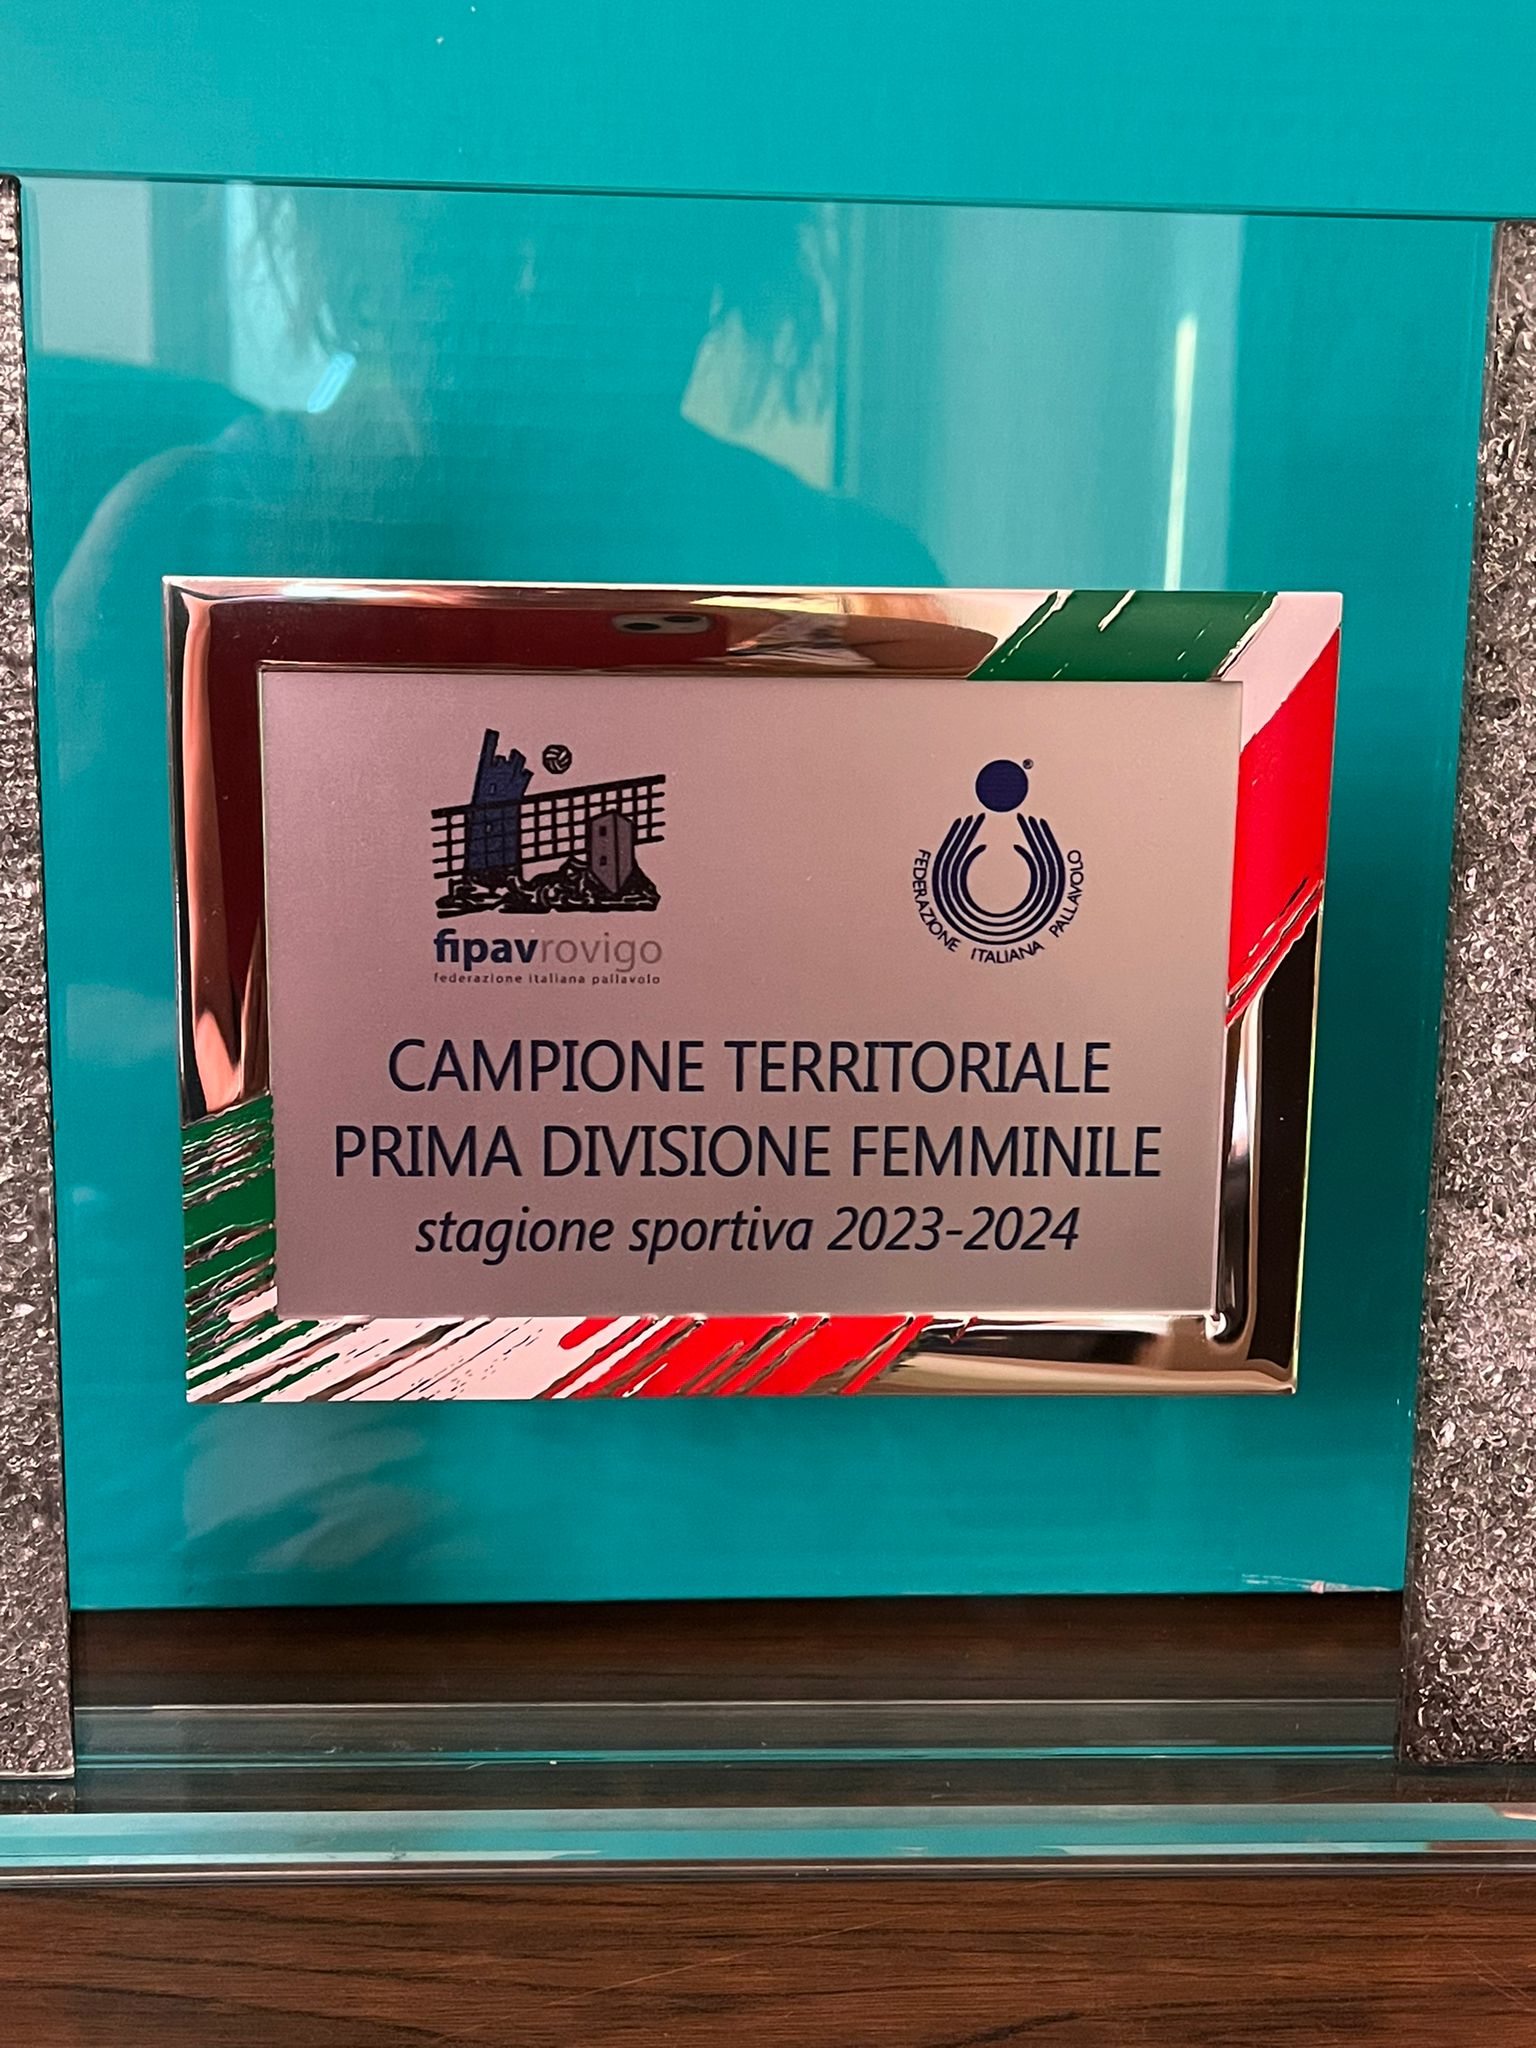 fipavrovigo
federazione italiana pallavolo
®
FEDERAZIONE ITALIANA PALLAVOLO
CAMPIONE TERRITORIALE
PRIMA DIVISIONE FEMMINILE
stagione sportiva 2023-2024